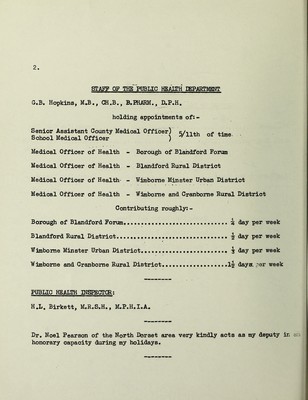 2.
STAFF OF THE PUBLIC HEALTH DEPARTMENT
G.B. Hopkins, M.B., CH.B., B.PHARM., D.P.H.
holding appointments of:-
Senior Assistant County Medical Officer)
School Medical Officer ) 5/11th of time
Medical Officer of Health - Borough of Blandford Forum
Medical Officer of Health - Blandford Rural District
Medical Officer of Health - Wimborne Minster Urban District
Medical Officer of Health - Wimborne and Cranborne Rural District
Contributing roughly:-
Borough of Blandford Forum.......................... day per week
Blandford Rural District............................ ½ day per week
Wimborne Minster Urban District..................... day per week
Wimborne and Cranborne Rural District................1½ days per week
--------
PUBLIC HEALTH INSPECTOR:
H.L. Birkett, M.R.S.H., M.P.H.I.A.
--------
Dr. Noel Pearson of the North Dorset area very kindly acts as my deputy in
honorary capacity during my holidays.
--------